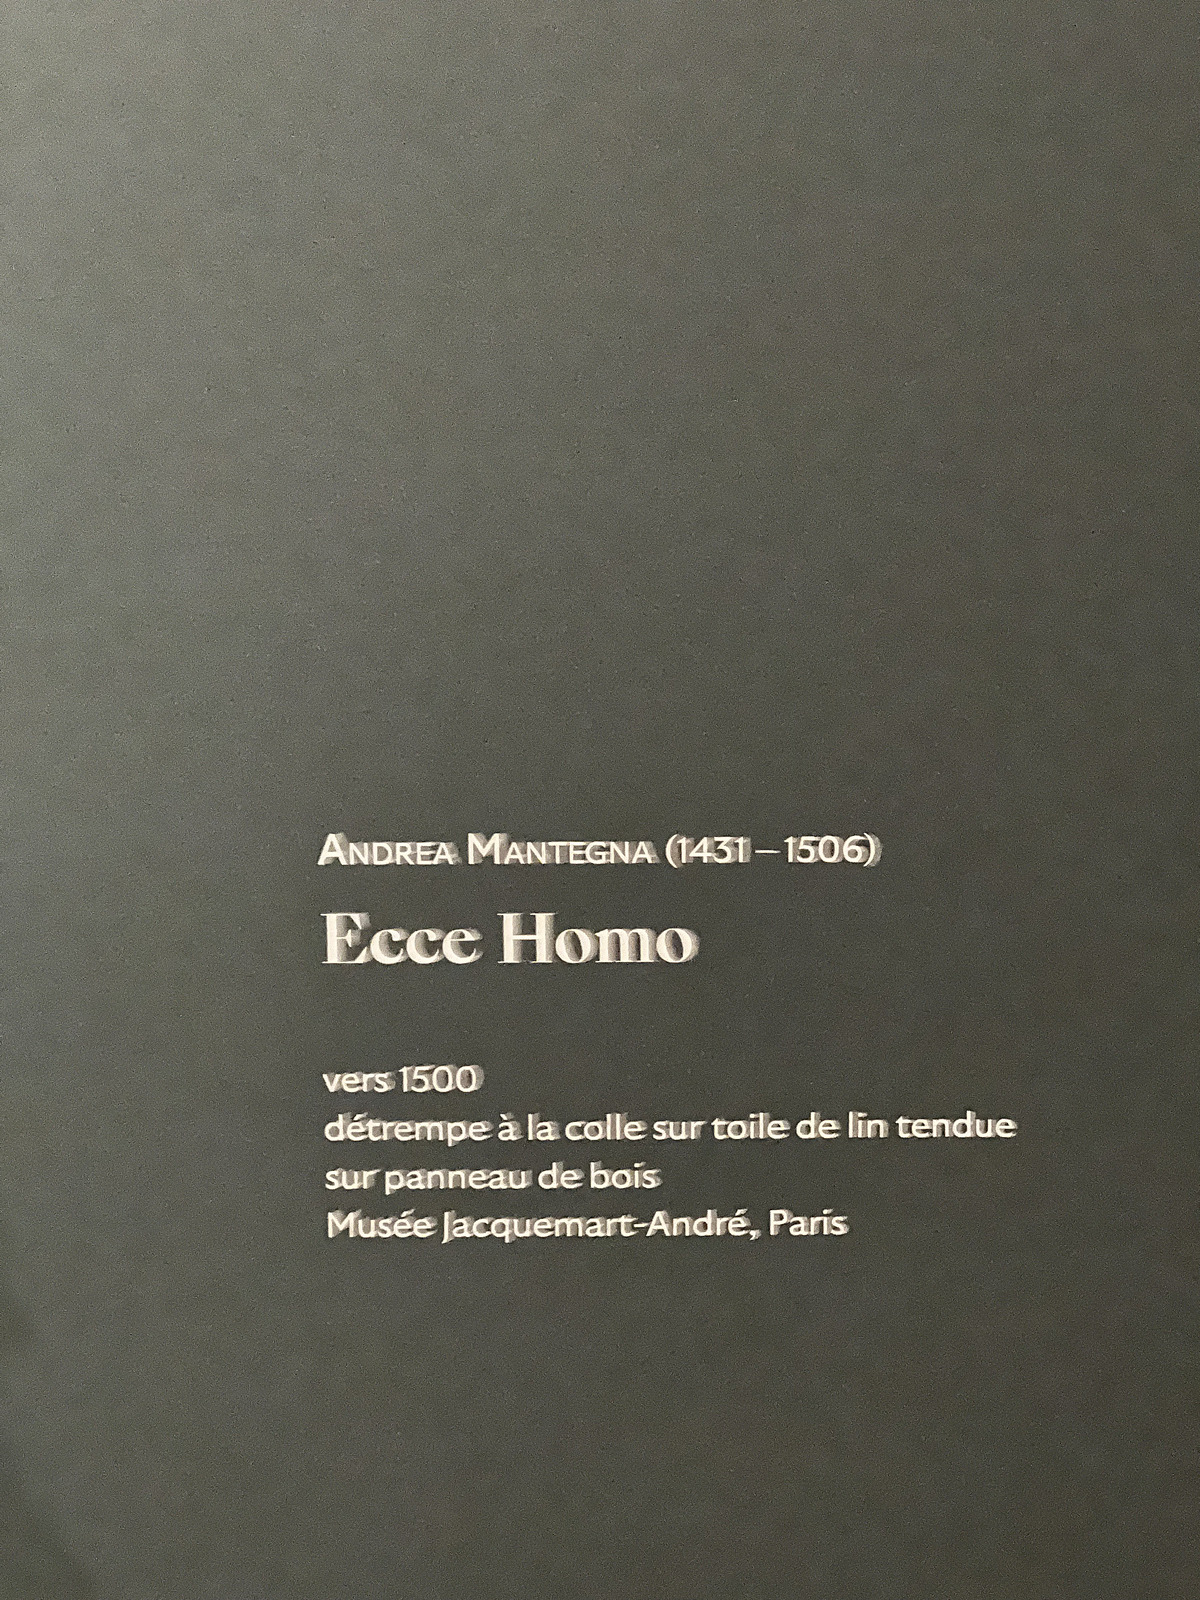 ANDREA MANTEGNA (1431–1506)
Ecce Homo
vers 1500
détrempe à la colle sur toile de lin tendue
sur panneau de bois
Musée Jacquemart-André, Paris